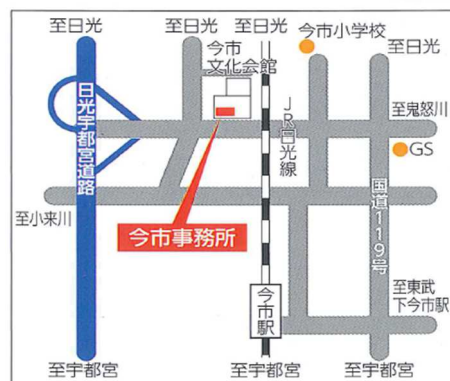 至日光
至日光
至日光
今市小学校
至日光
今市
文化会館
日光宇都宮道路
JR日光線
至鬼怒川
GS
国道119号
至小来川
今市事務所
今市駅
至東武
下今市駅
至宇都宮
至宇都宮
至宇都宮